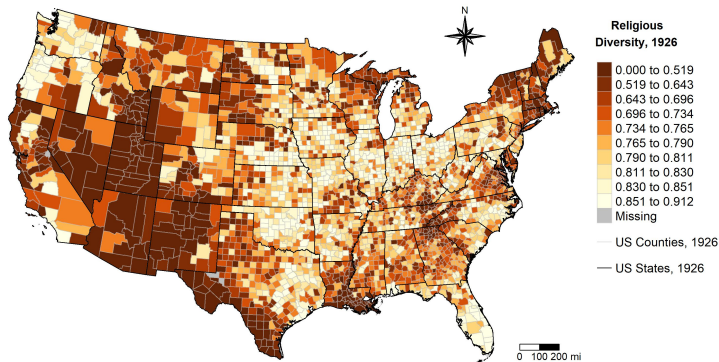 N
Religious
Diversity, 1926
0.000 to 0.519
0.519 to 0.643
0.643 to 0.696
0.696 to 0.734
0.734 to 0.765
0.765 to 0.790
0.790 to 0.811
0.811 to 0.830
0.830 to 0.851
0.851 to 0.912
Missing
US Counties, 1926
US States, 1926
0 100 200 mi